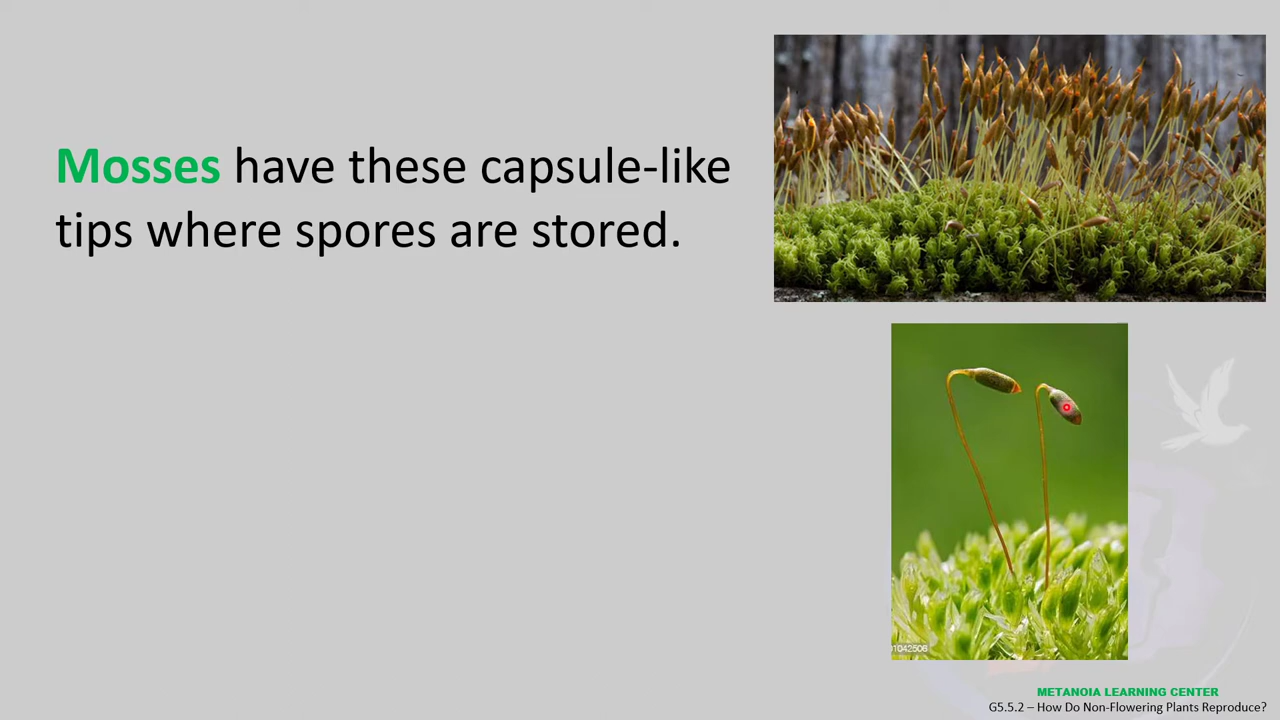 Mosses have these capsule-like
tips where spores are stored.
1042506
METANOIA LEARNING CENTER
G5.5.2 – How Do Non-Flowering Plants Reproduce?